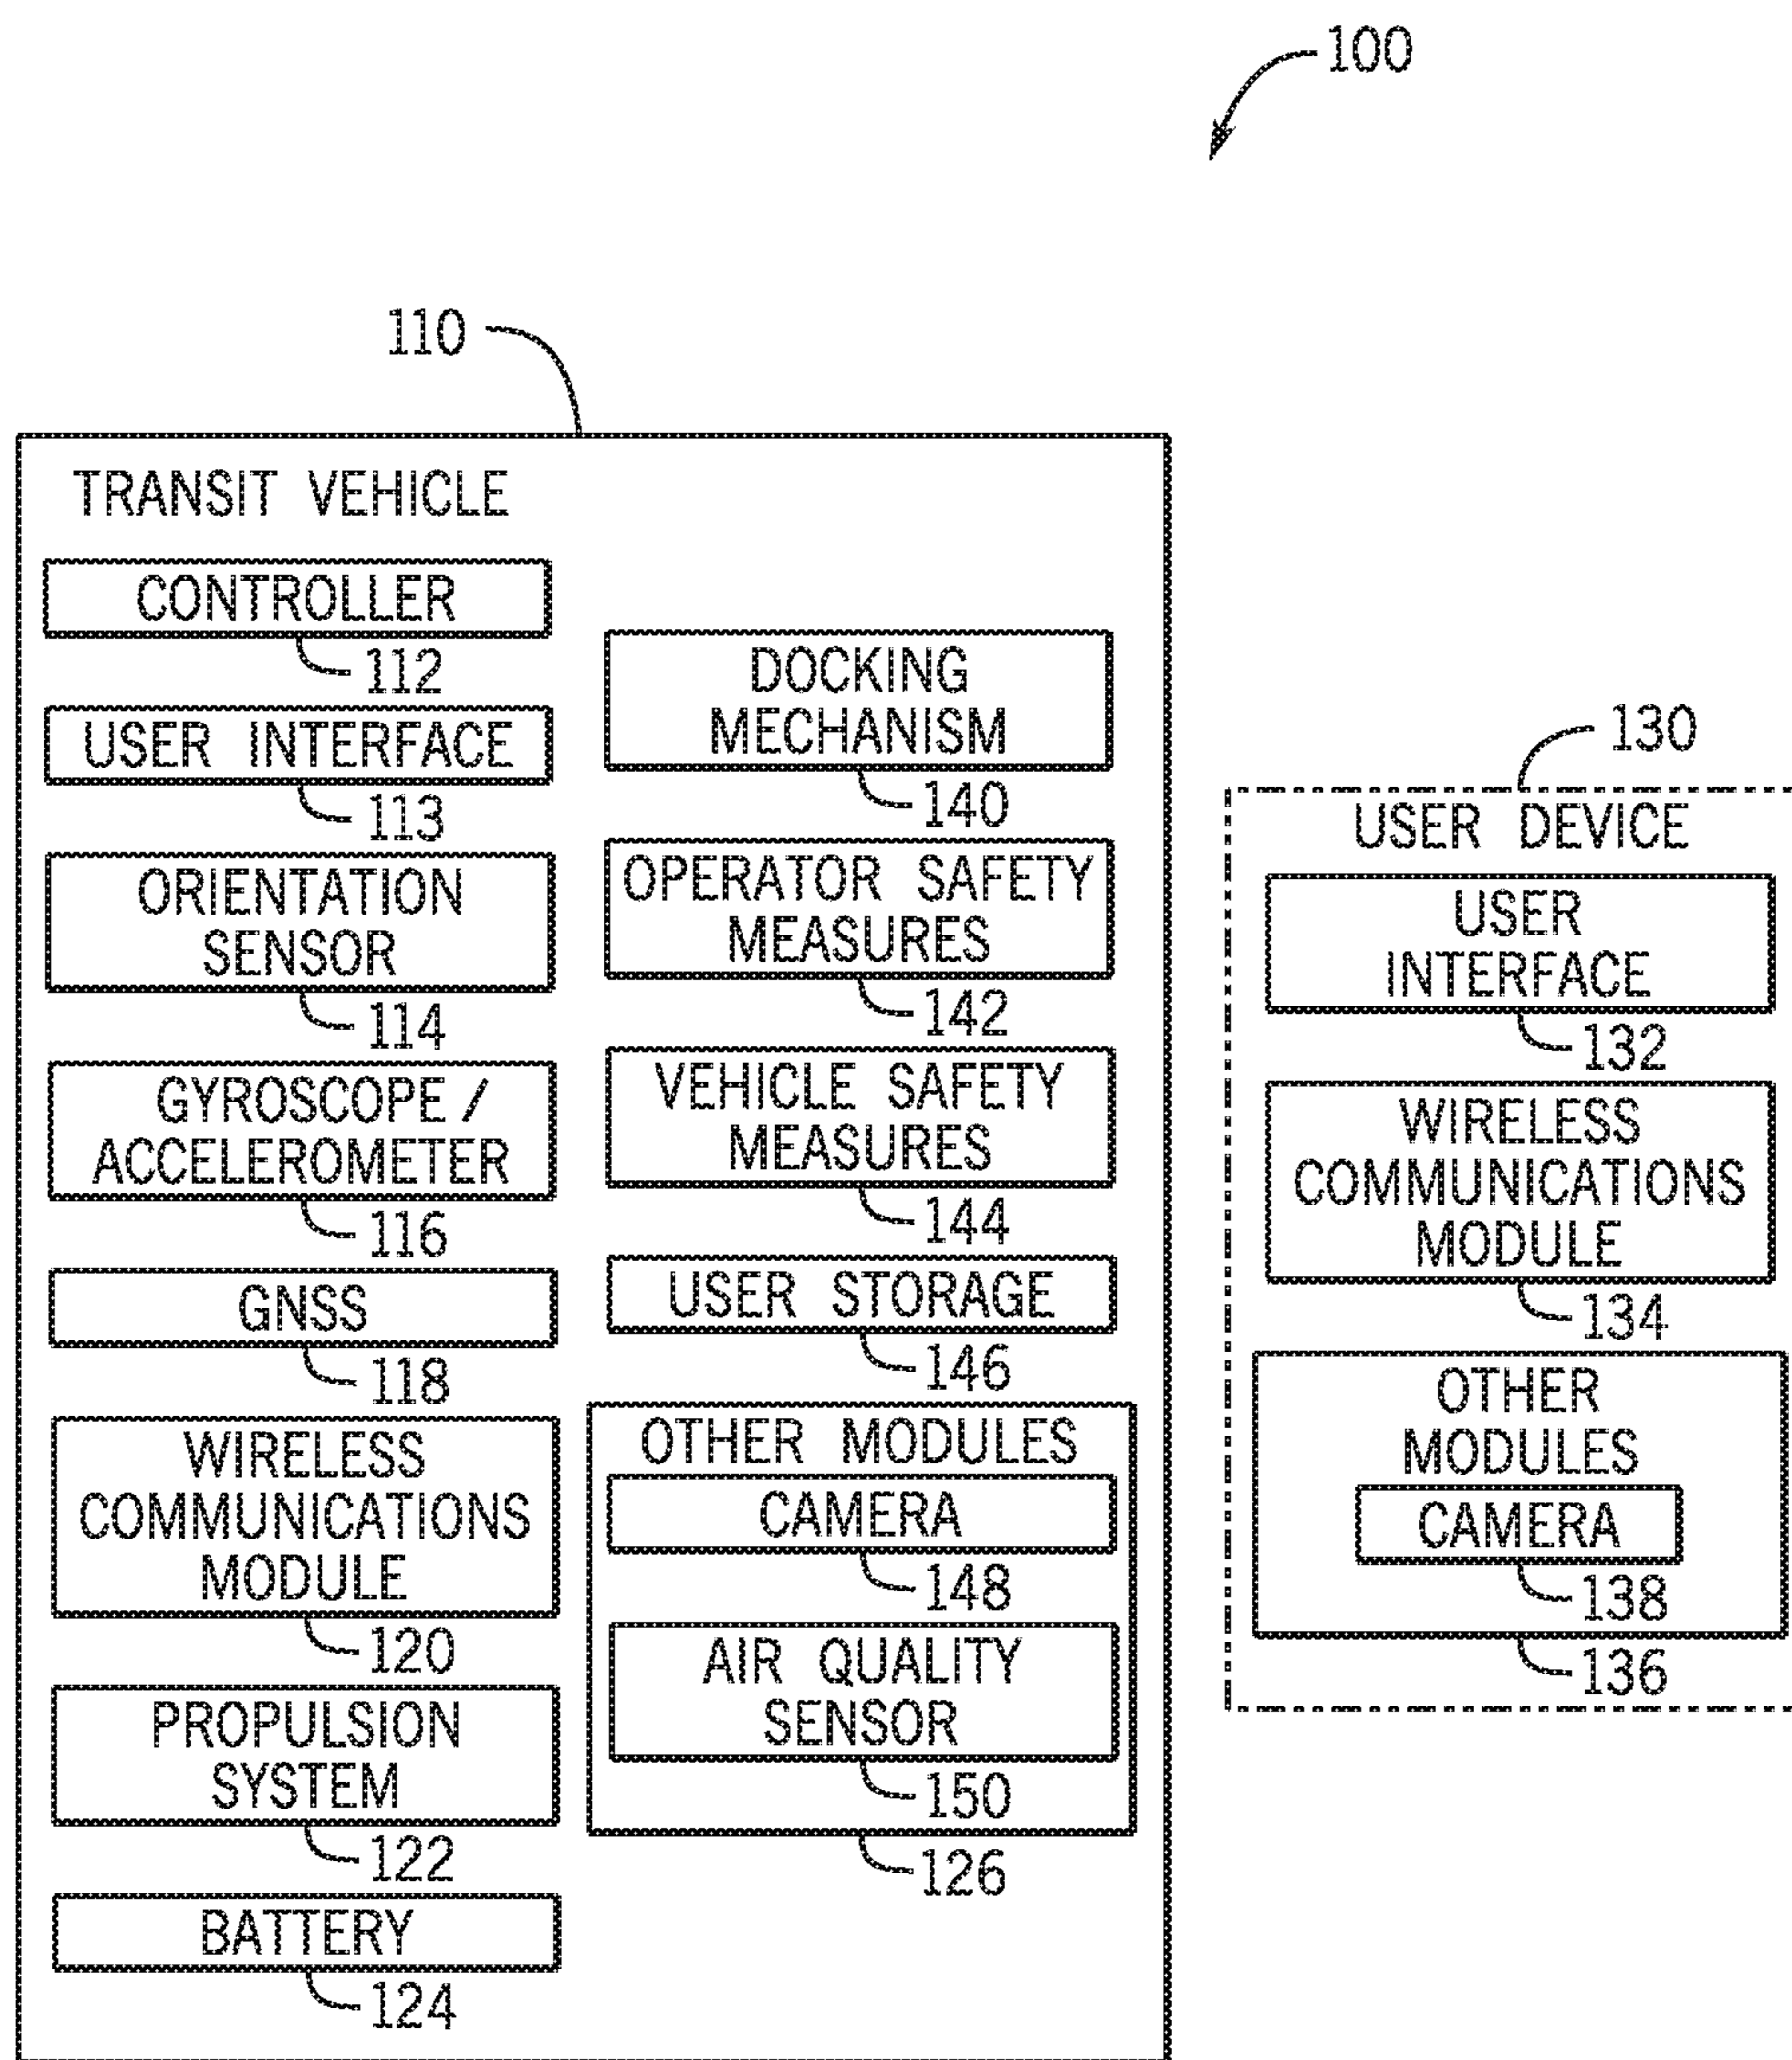 100
110
TRANSIT VEHICLE
CONTROLLER
112
USER INTERFACE
113
ORIENTATION
SENSOR
114
GYROSCOPE /
ACCELEROMETER
116
GNSS
118
WIRELESS
COMMUNICATIONS
MODULE
120
PROPULSION
SYSTEM
122
BATTERY
124
DOCKING
MECHANISM
140
OPERATOR SAFETY
MEASURES
142
VEHICLE SAFETY
MEASURES
144
USER STORAGE
146
OTHER MODULES
CAMERA
148
AIR QUALITY
SENSOR
150
126
130
USER DEVICE
USER
INTERFACE
132
WIRELESS
COMMUNICATIONS
MODULE
134
OTHER
MODULES
CAMERA
138
136